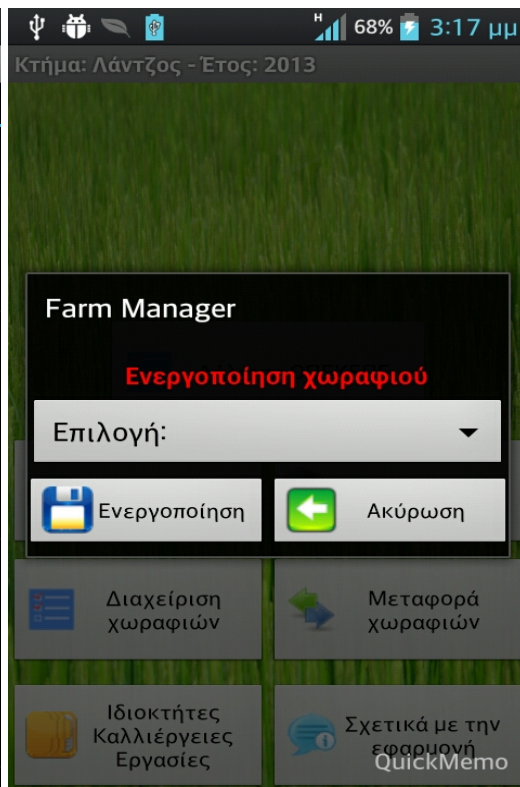 H 68% 3:17 μμ
Κτήμα: Λάντζος - Έτος: 2013
Farm Manager
Ενεργοποίηση χωραφιού
Επιλογή:
Ενεργοποίηση
Ακύρωση
Διαχείριση
χωραφιών
Μεταφορά
χωραφιών
Ιδιοκτήτες
Καλλιέργειες
Εργασίες
Σχετικά με την
εφαρμογή
QuickMemo